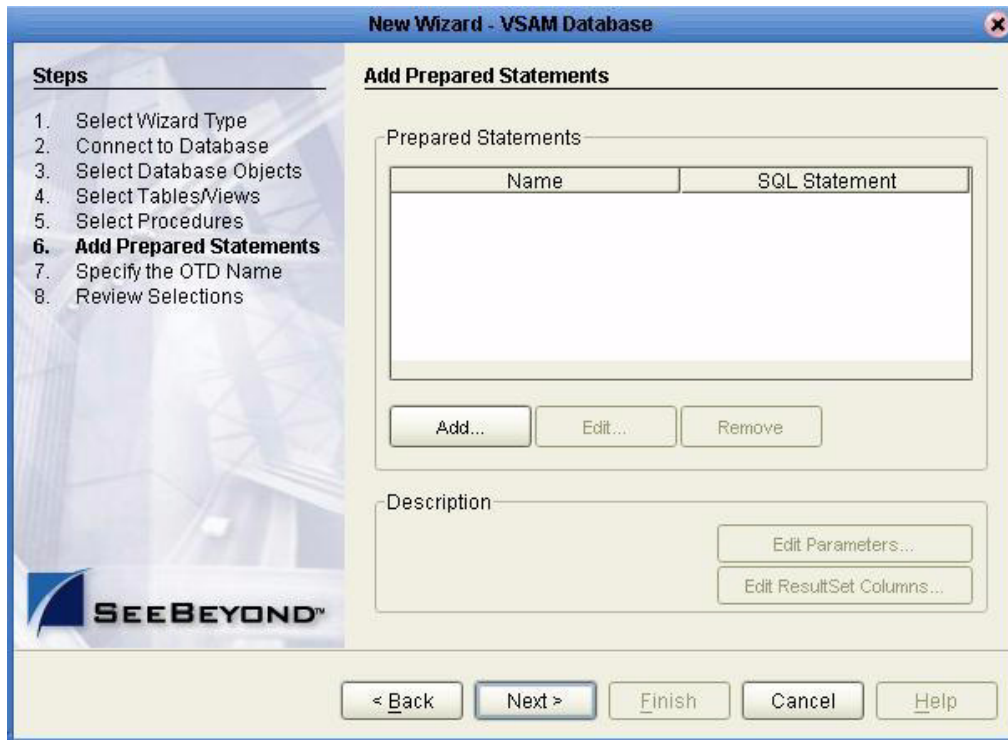 New Wizard - VSAM Database
Steps
1. Select Wizard Type
2. Connect to Database
3. Select Database Objects
4. Select Tables/Views
5. Select Procedures
6. Add Prepared Statements
7. Specify the OTD Name
8. Review Selections
SEEBEYOND™
Add Prepared Statements
Prepared Statements
Name SQL Statement
Add... Edit... Remove
Description
Edit Parameters...
Edit ResultSet Columns...
< Back Next > Finish Cancel Help